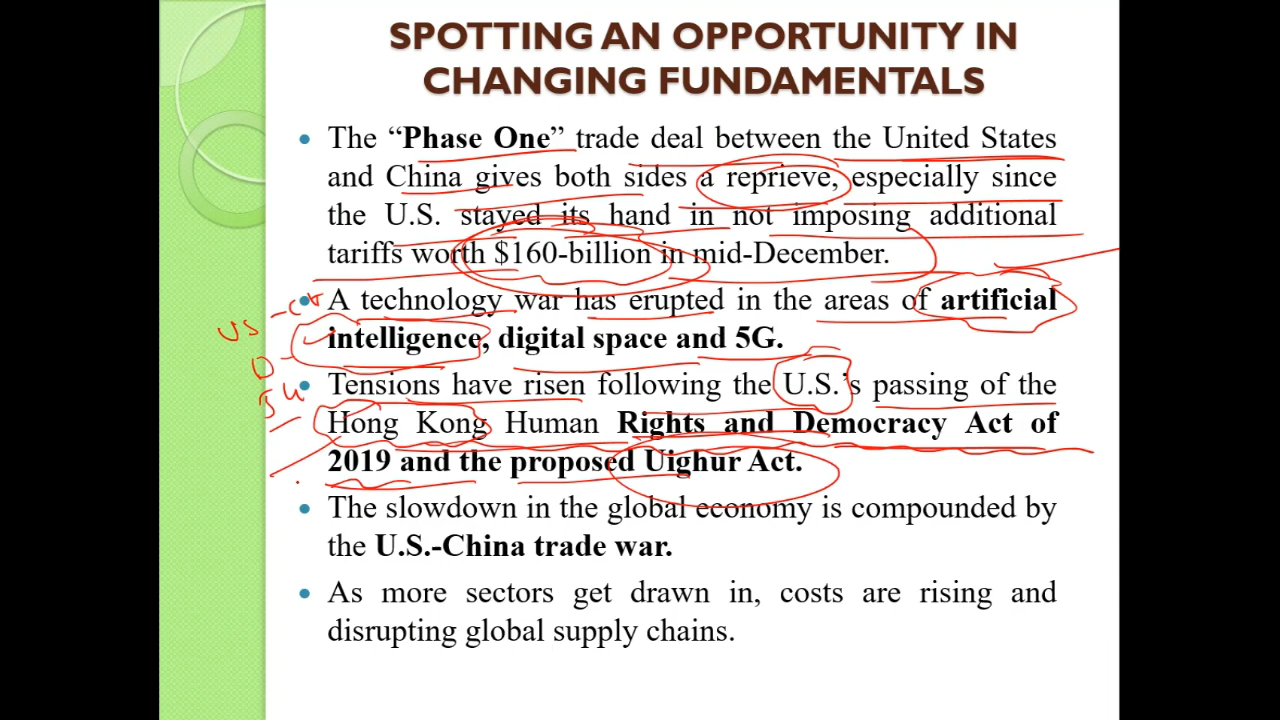 SPOTTING AN OPPORTUNITY IN
CHANGING FUNDAMENTALS
• The “Phase One” trade deal between the United States
and China gives both sides a reprieve, especially since
the U.S. stayed its hand in not imposing additional
tariffs worth $160-billion in mid-December.
• A technology war has erupted in the areas of artificial
intelligence, digital space and 5G.
US
• Tensions have risen following the U.S.’s passing of the
Hong Kong Human Rights and Democracy Act of
2019 and the proposed Uighur Act.
• The slowdown in the global economy is compounded by
the U.S.-China trade war.
• As more sectors get drawn in, costs are rising and
disrupting global supply chains.